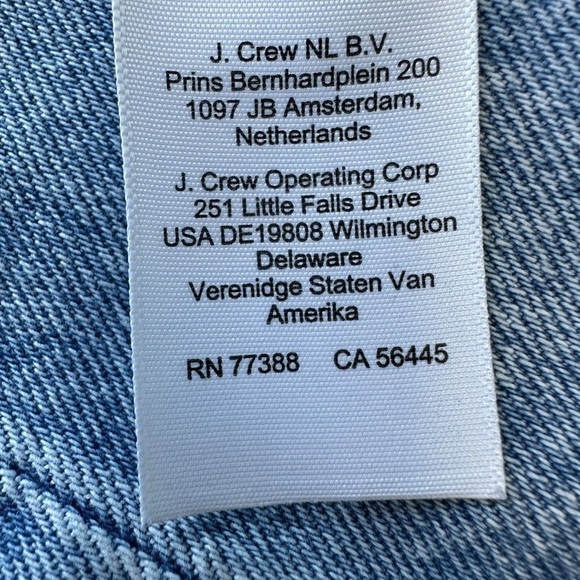 J. Crew NL B.V.
Prins Bernhardplein 200
1097 JB Amsterdam,
Netherlands
J. Crew Operating Corp
251 Little Falls Drive
USA DE19808 Wilmington
Delaware
Verenidge Staten Van
Amerika
RN 77388 CA 56445